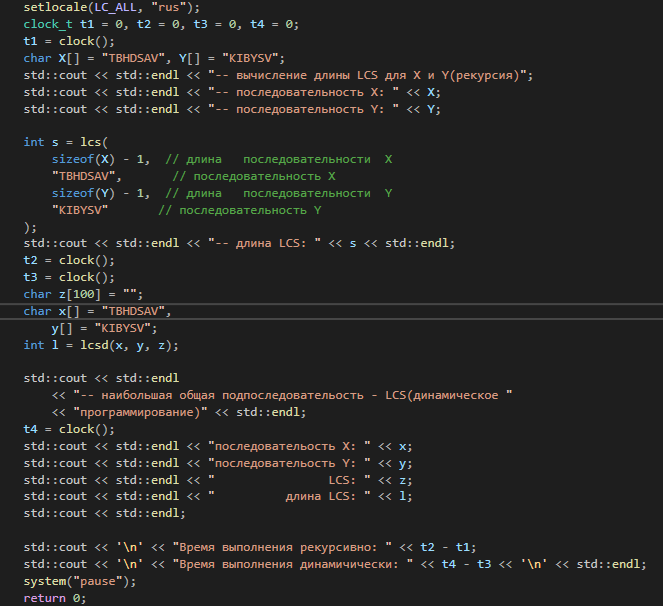 setlocale(LC_ALL, "rus");
clock_t t1 = 0, t2 = 0, t3 = 0, t4 = 0;
t1 = clock();
char X[] = "TBHDSAV", Y[] = "KIBYSV";
std::cout << std::endl << "-- вычисление длины LCS для X и Y(рекурсия)";
std::cout << std::endl << "-- последовательность X: " << X;
std::cout << std::endl << "-- последовательность Y: " << Y;
int s = lcs(
sizeof(X) - 1,  // длина   последовательности  X
"TBHDSAV",       // последовательность X
sizeof(Y) - 1,  // длина   последовательности  Y
"KIBYSV"       // последовательность Y
);
std::cout << std::endl << "-- длина LCS: " << s << std::endl;
t2 = clock();
t3 = clock();
char z[100] = "";
char x[] = "TBHDSAV",
y[] = "KIBYSV";
int l = lcsd(x, y, z);
std::cout << std::endl
<< "-- наибольшая общая подпоследовательость - LCS(динамическое "
<< "программирование)" << std::endl;
t4 = clock();
std::cout << std::endl << "последовательость X: " << x;
std::cout << std::endl << "последовательость Y: " << y;
std::cout << std::endl << "                LCS: " << z;
std::cout << std::endl << "          длина LCS: " << l;
std::cout << std::endl;
std::cout << '\n' << "Время выполнения рекурсивно: " << t2 - t1;
std::cout << '\n' << "Время выполнения динамичически: " << t4 - t3 << '\n' << std::endl;
system("pause");
return 0;